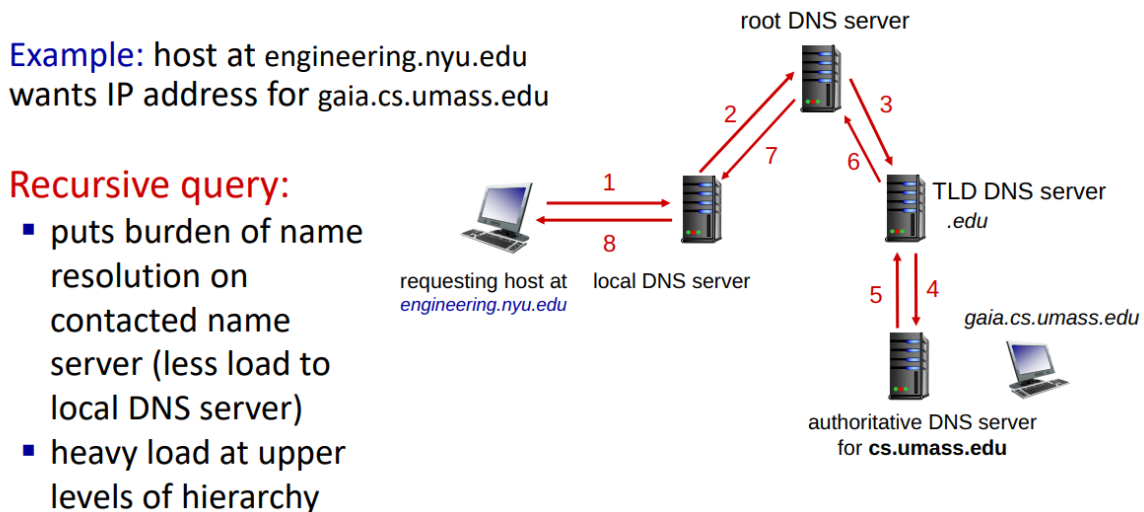 Example: host at engineering.nyu.edu
wants IP address for gaia.cs.umass.edu
Recursive query:
▪ puts burden of name
resolution on
contacted name
server (less load to
local DNS server)
▪ heavy load at upper
levels of hierarchy
root DNS server
2
3
7
6
1
8
TLD DNS server
.edu
requesting host at
engineering.nyu.edu
local DNS server
5
4
gaia.cs.umass.edu
authoritative DNS server
for cs.umass.edu